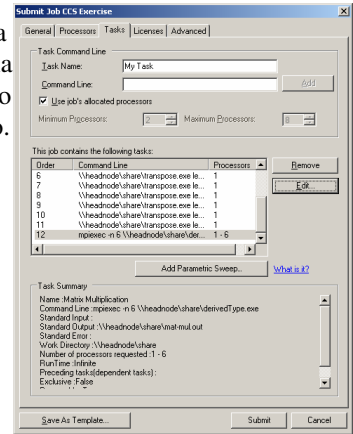 Submit Job CCS Exercise
General Processors Tasks Licenses Advanced
Task Command Line
Task Name: My Task
Command Line: Add
Use job's allocated processors
Minimum Processors: 2 Maximum Processors: 8
This job contains the following tasks:
Order Command Line Processors
6 \\headnode\share\transpose.exe le... 1
7 \\headnode\share\transpose.exe le... 1
8 \\headnode\share\transpose.exe le... 1
9 \\headnode\share\transpose.exe le... 1
10 \\headnode\share\transpose.exe le... 1
11 \\headnode\share\transpose.exe le... 1
12 mpiexec -n 6 \\headnode\share\der... 1 - 6
Remove
Edit...
Add Parametric Sweep... What is it?
Task Summary
Name :Matrix Multiplication
Command Line :mpiexec -n 6 \\headnode\share\derivedType.exe
Standard Input :
Standard Output :\\headnode\share\mat-mul.out
Standard Error :
Work Directory :\\headnode\share
Number of processors requested :1 - 6
RunTime :Infinite
Preceding tasks(dependent tasks) :
Exclusive :False
Save As Template... Submit Cancel